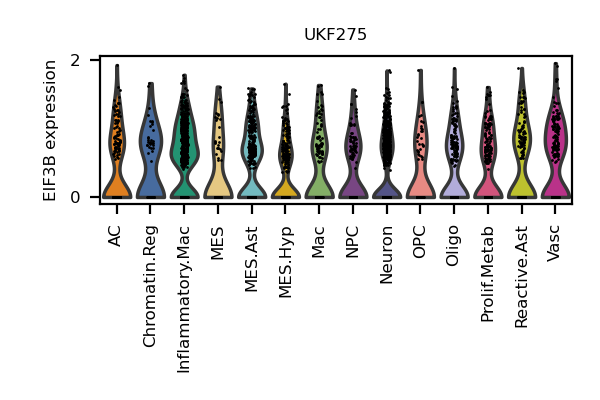 UKF275
EIF3B expression
2
0
AC
Chromatin.Reg
Inflammatory.Mac
MES
MES.Ast
MES.Hyp
Mac
NPC
Neuron
OPC
Oligo
Prolif.Metab
Reactive.Ast
Vasc